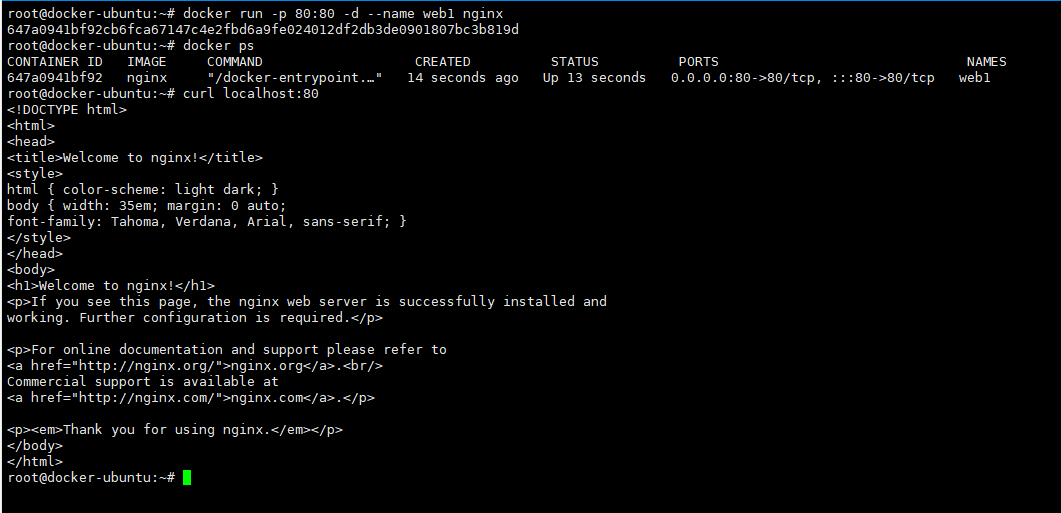 root@docker-ubuntu:~# docker run -p 80:80 -d --name web1 nginx
647a0941bf92cb6fca67147c4e2fbd6a9fe024012df2db3de0901807bc3b819d
root@docker-ubuntu:~# docker ps
CONTAINER ID   IMAGE     COMMAND                   CREATED          STATUS          PORTS                               NAMES
647a0941bf92   nginx     "/docker-entrypoint.…"   14 seconds ago   Up 13 seconds   0.0.0.0:80->80/tcp, :::80->80/tcp   web1
root@docker-ubuntu:~# curl localhost:80
<!DOCTYPE html>
<html>
<head>
<title>Welcome to nginx!</title>
<style>
html { color-scheme: light dark; }
body { width: 35em; margin: 0 auto;
font-family: Tahoma, Verdana, Arial, sans-serif; }
</style>
</head>
<body>
<h1>Welcome to nginx!</h1>
<p>If you see this page, the nginx web server is successfully installed and
working. Further configuration is required.</p>

<p>For online documentation and support please refer to
<a href="http://nginx.org/">nginx.org</a>.<br/>
Commercial support is available at
<a href="http://nginx.com/">nginx.com</a>.</p>

<p><em>Thank you for using nginx.</em></p>
</body>
</html>
root@docker-ubuntu:~#